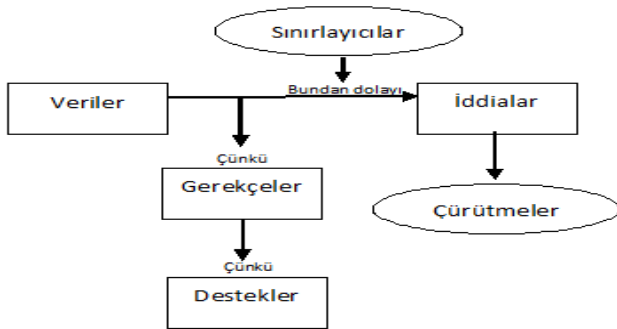 Sınırlayıcılar
Bundan dolayı
Veriler
İddialar
Çünkü
Gerekçeler
Çürütmeler
Çünkü
Destekler